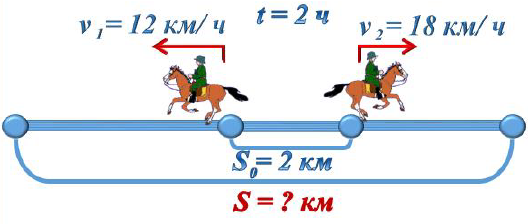 v₁ = 12 км/ч
t = 2 ч
v₂ = 18 км/ч
S₀ = 2 км
S = ? км